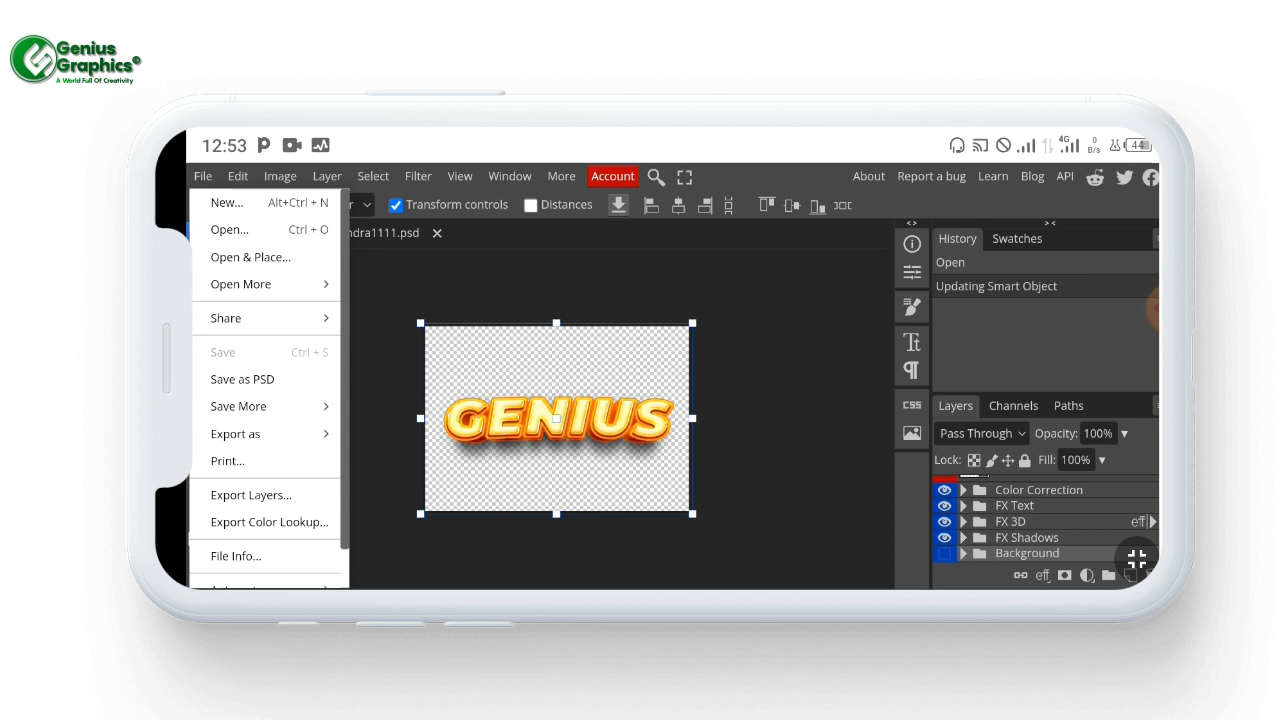 Genius
Graphics©
A World Full Of Creativity
12:53
4G
0
B/s
44
File Edit Image Layer Select Filter View Window More Account About Report a bug Learn Blog API
Transform controls Distances
ndra1111.psd
New... Alt+Ctrl + N
Open... Ctrl + O
Open & Place...
Open More
Share
Save Ctrl + S
Save as PSD
Save More
Export as
Print...
Export Layers...
Export Color Lookup...
File Info...
GENIUS
CSS
History Swatches
Open
Updating Smart Object
Layers Channels Paths
Pass Through Opacity: 100%
Lock: Fill: 100%
Color Correction
FX Text
FX 3D eff
FX Shadows
Background
eff